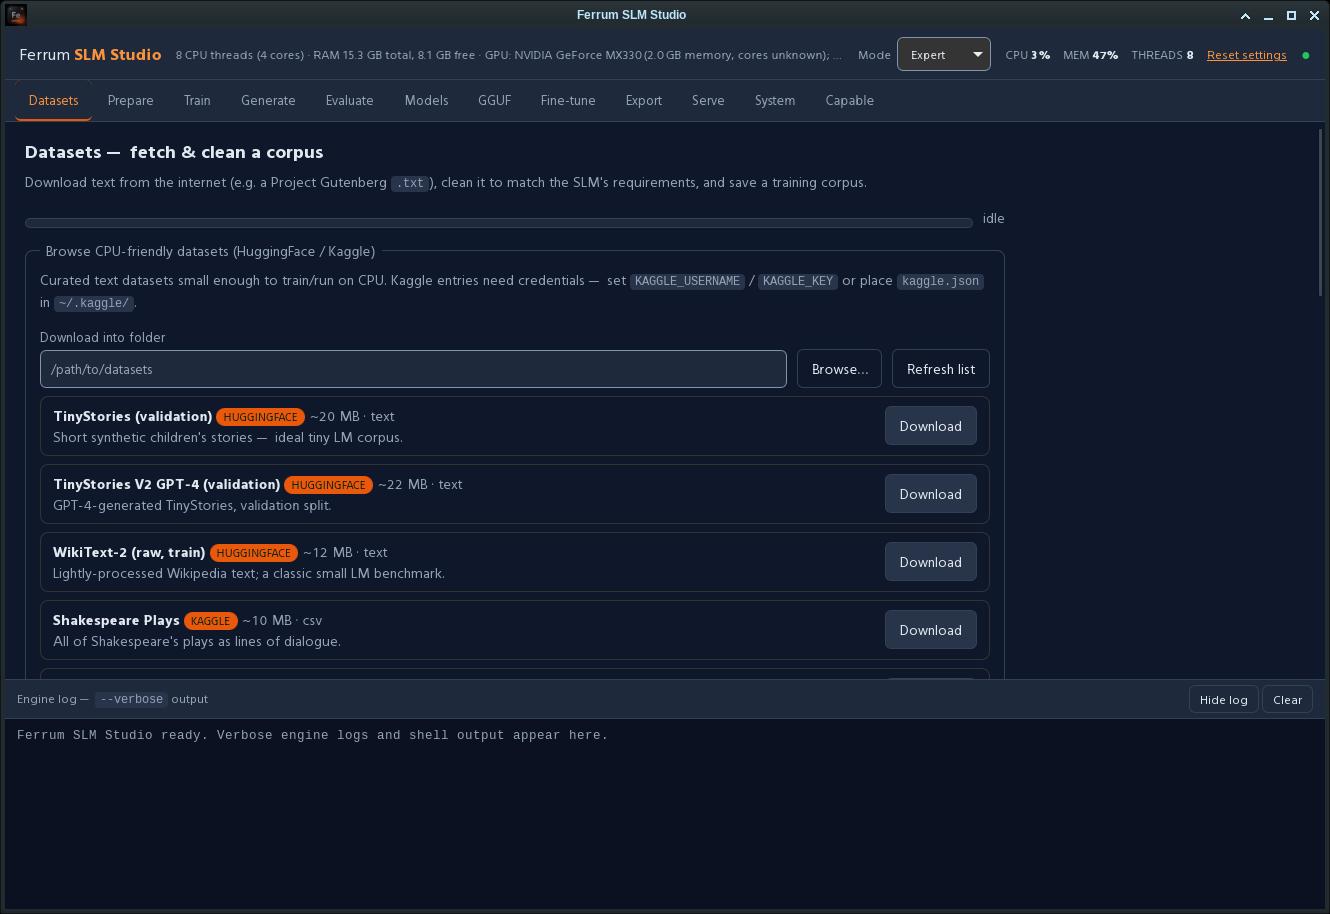 Ferrum SLM Studio
Ferrum SLM Studio 8 CPU threads (4 cores) · RAM 15.3 GB total, 8.1 GB free · GPU: NVIDIA GeForce MX330 (2.0 GB memory, cores unknown); ... Mode Expert CPU 3% MEM 47% THREADS 8 Reset settings
Datasets Prepare Train Generate Evaluate Models GGUF Fine-tune Export Serve System Capable
Datasets — fetch & clean a corpus
Download text from the internet (e.g. a Project Gutenberg .txt), clean it to match the SLM's requirements, and save a training corpus.
idle
Browse CPU-friendly datasets (HuggingFace / Kaggle)
Curated text datasets small enough to train/run on CPU. Kaggle entries need credentials — set KAGGLE_USERNAME / KAGGLE_KEY or place kaggle.json
in ~/.kaggle/.
Download into folder
/path/to/datasets Browse... Refresh list
TinyStories (validation) HUGGINGFACE ~20 MB · text
Short synthetic children's stories — ideal tiny LM corpus.
Download
TinyStories V2 GPT-4 (validation) HUGGINGFACE ~22 MB · text
GPT-4-generated TinyStories, validation split.
Download
WikiText-2 (raw, train) HUGGINGFACE ~12 MB · text
Lightly-processed Wikipedia text; a classic small LM benchmark.
Download
Shakespeare Plays KAGGLE ~10 MB · csv
All of Shakespeare's plays as lines of dialogue.
Download
Engine log — --verbose output Hide log Clear
Ferrum SLM Studio ready. Verbose engine logs and shell output appear here.